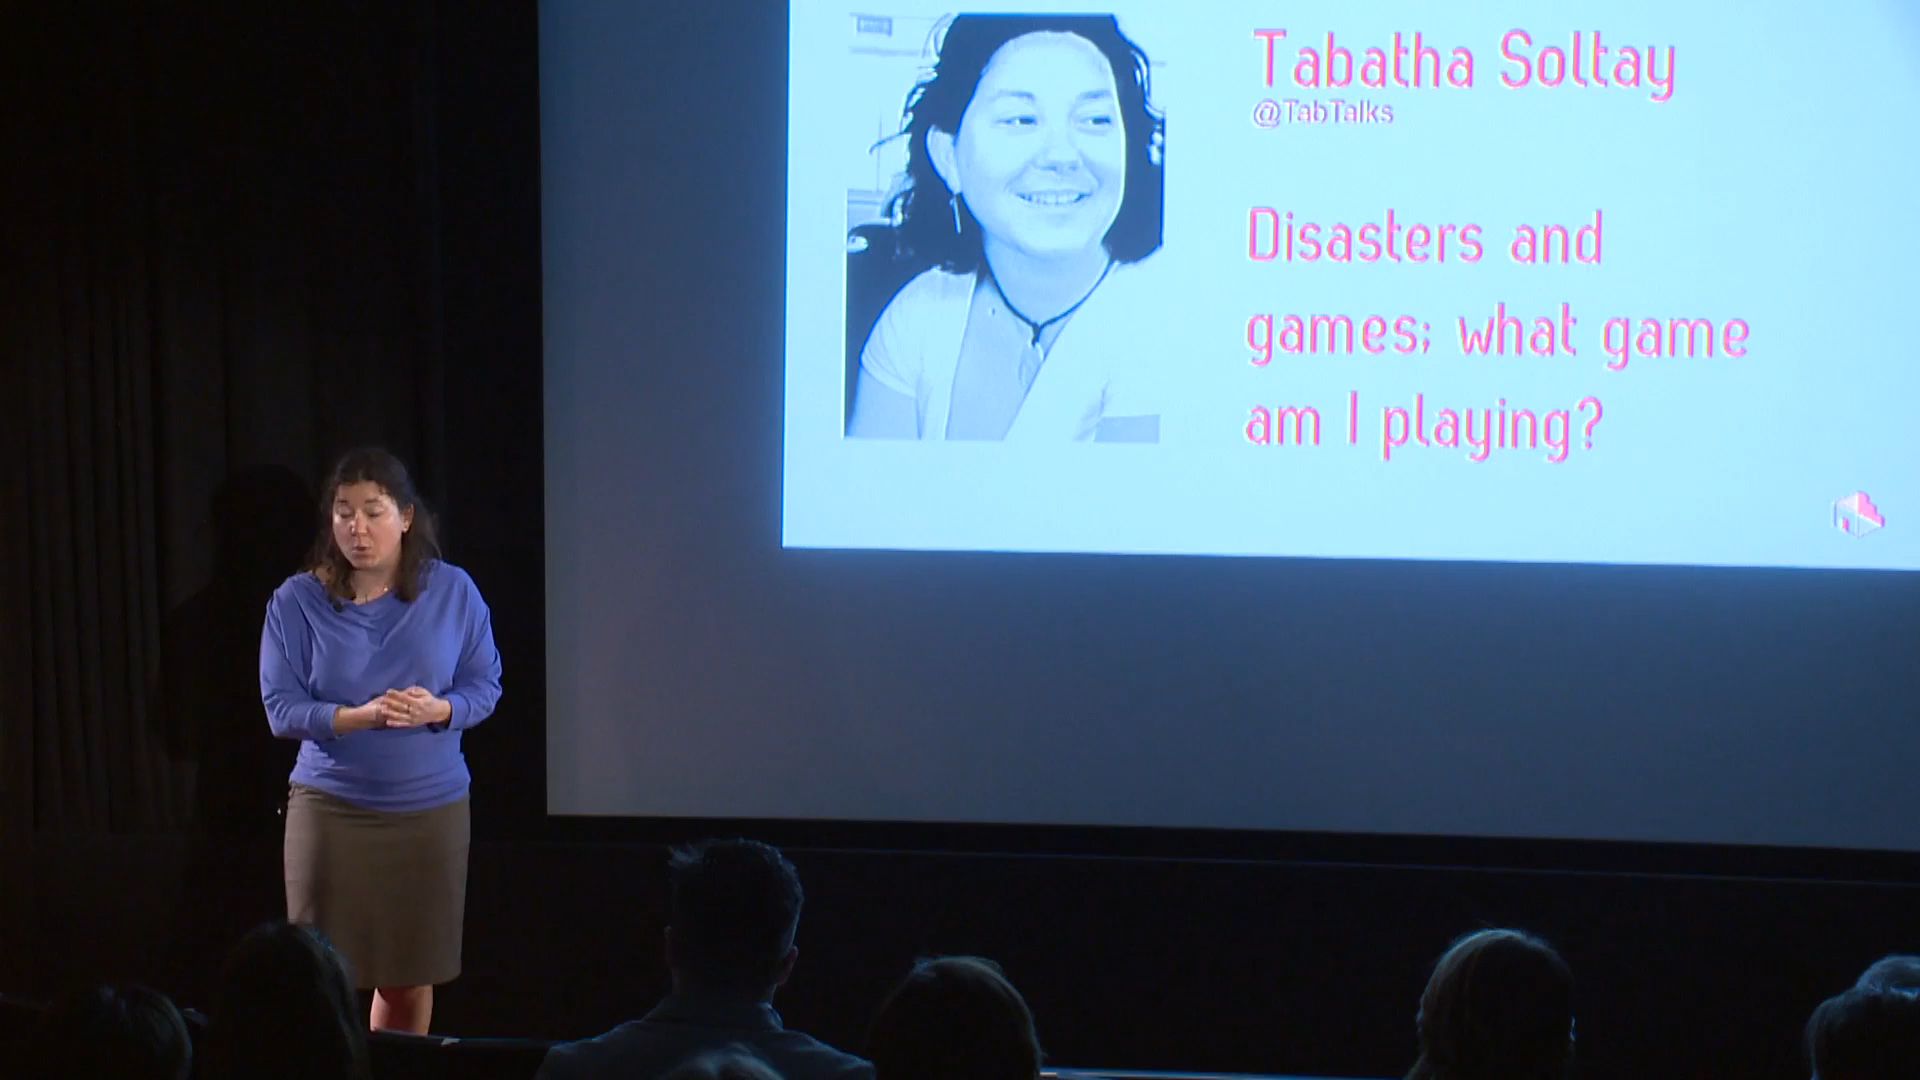 Tabatha Soltay
@TabTalks
Disasters and
games; what game
am I playing?